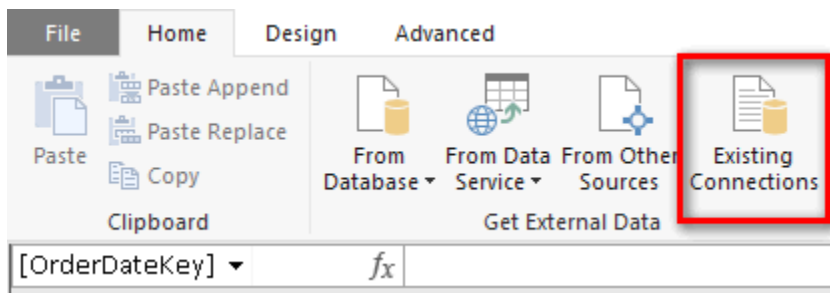 File Home Design Advanced
Paste
Paste Append
Paste Replace
Copy
Clipboard
From
Database
From Data
Service
From Other
Sources
Existing
Connections
Get External Data
[OrderDateKey] fx